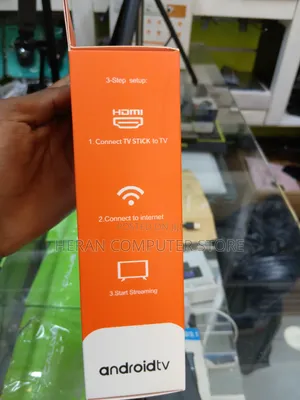 3-Step setup:
HDMI
1.Connect TV STICK to TV
2.Connect to internet
HERAN COMPUTER STORE
3.Start Streaming
androidtv